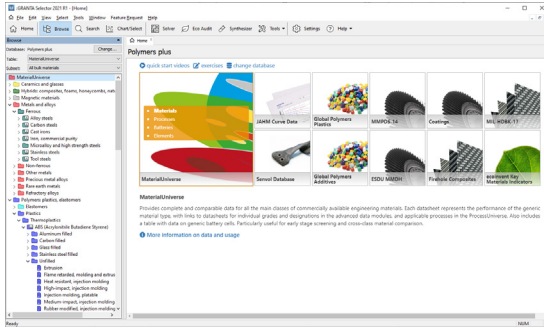 GRANTA Selector 2021 R1 - [Home]
File Edit View Select Tools Window Feature Request Help
Home Browse Search Chart/Select Solver Eco Audit Synthesizer Tools Settings Help
Browse
Home
Database: Polymers plus Change...
Table: MaterialUniverse
Subset: All bulk materials
MaterialUniverse
Ceramics and glasses
Hybrids: composites, foams, honeycombs, natu
Magnetic materials
Metals and alloys
Ferrous
Alloy steels
Carbon steels
Cast irons
Iron, commercial purity
Microalloy and high strength steels
Stainless steels
Tool steels
Non-ferrous
Other metals
Precious metal alloys
Rare earth metals
Refractory alloys
Polymers: plastics, elastomers
Elastomers
Plastics
Thermoplastics
ABS (Acrylonitrile Butadiene Styrene)
Aluminum filled
Carbon filled
Glass filled
Stainless steel filled
Unfilled
Extrusion
Flame retarded, molding and extrus
Heat resistant, injection molding
High-impact, injection molding
Injection molding, platable
Medium-impact, injection molding
Rubber modified, injection molding
Polymers plus
quick start videos exercises change database
Materials
Processes
Batteries
Elements
MaterialUniverse
JAHM Curve Data
Global Polymers
Plastics
MMPDS-14
Coatings
MIL-HDBK-17
Senvol Database
Global Polymers
Additives
ESDU MMDH
Firehole Composites
ecoinvent Key
Materials Indicators
MaterialUniverse
Provides complete and comparable data for all the main classes of commercially available engineering materials. Each datasheet represents the performance of the generic
material type, with links to datasheets for individual grades and designations in the advanced data modules, and applicable processes in the ProcessUniverse. Also includes
a table with data on generic battery cells. Particularly useful for early stage screening and cross-class material comparison.
More information on data and usage
Ready
NUM